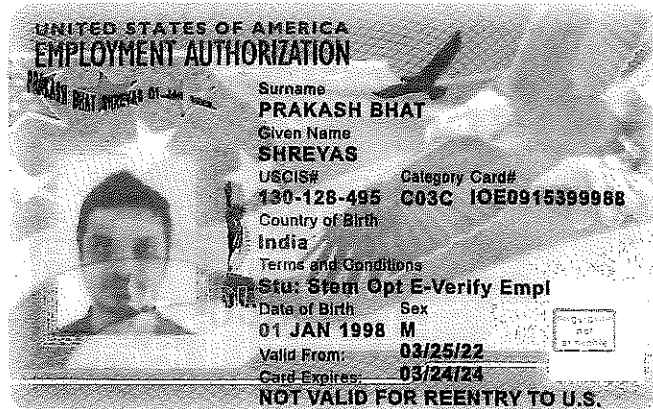 UNITED STATES OF AMERICA
EMPLOYMENT AUTHORIZATION
Surname
PRAKASH BHAT
Given Name
SHREYAS
USCIS# Category Card#
130-128-495 C03C IOE0915399988
Country of Birth
India
Terms and Conditions
Stu: Stem Opt E-Verify Empl
Date of Birth Sex
01 JAN 1998 M
Valid From: 03/25/22
Card Expires: 03/24/24
NOT VALID FOR REENTRY TO U.S.